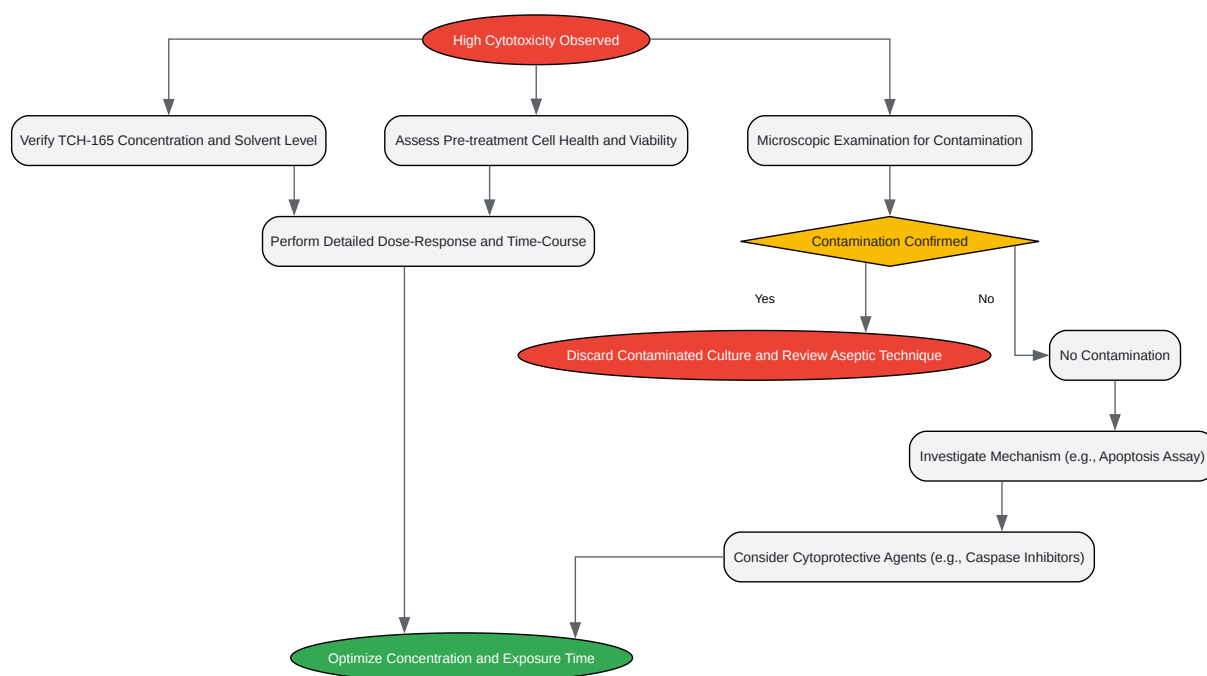 High Cytotoxicity Observed
Verify TCH-165 Concentration and Solvent Level
Assess Pre-treatment Cell Health and Viability
Microscopic Examination for Contamination
Perform Detailed Dose-Response and Time-Course
Contamination Confirmed
Yes
No
Discard Contaminated Culture and Review Aseptic Technique
No Contamination
Investigate Mechanism (e.g., Apoptosis Assay)
Consider Cytoprotective Agents (e.g., Caspase Inhibitors)
Optimize Concentration and Exposure Time